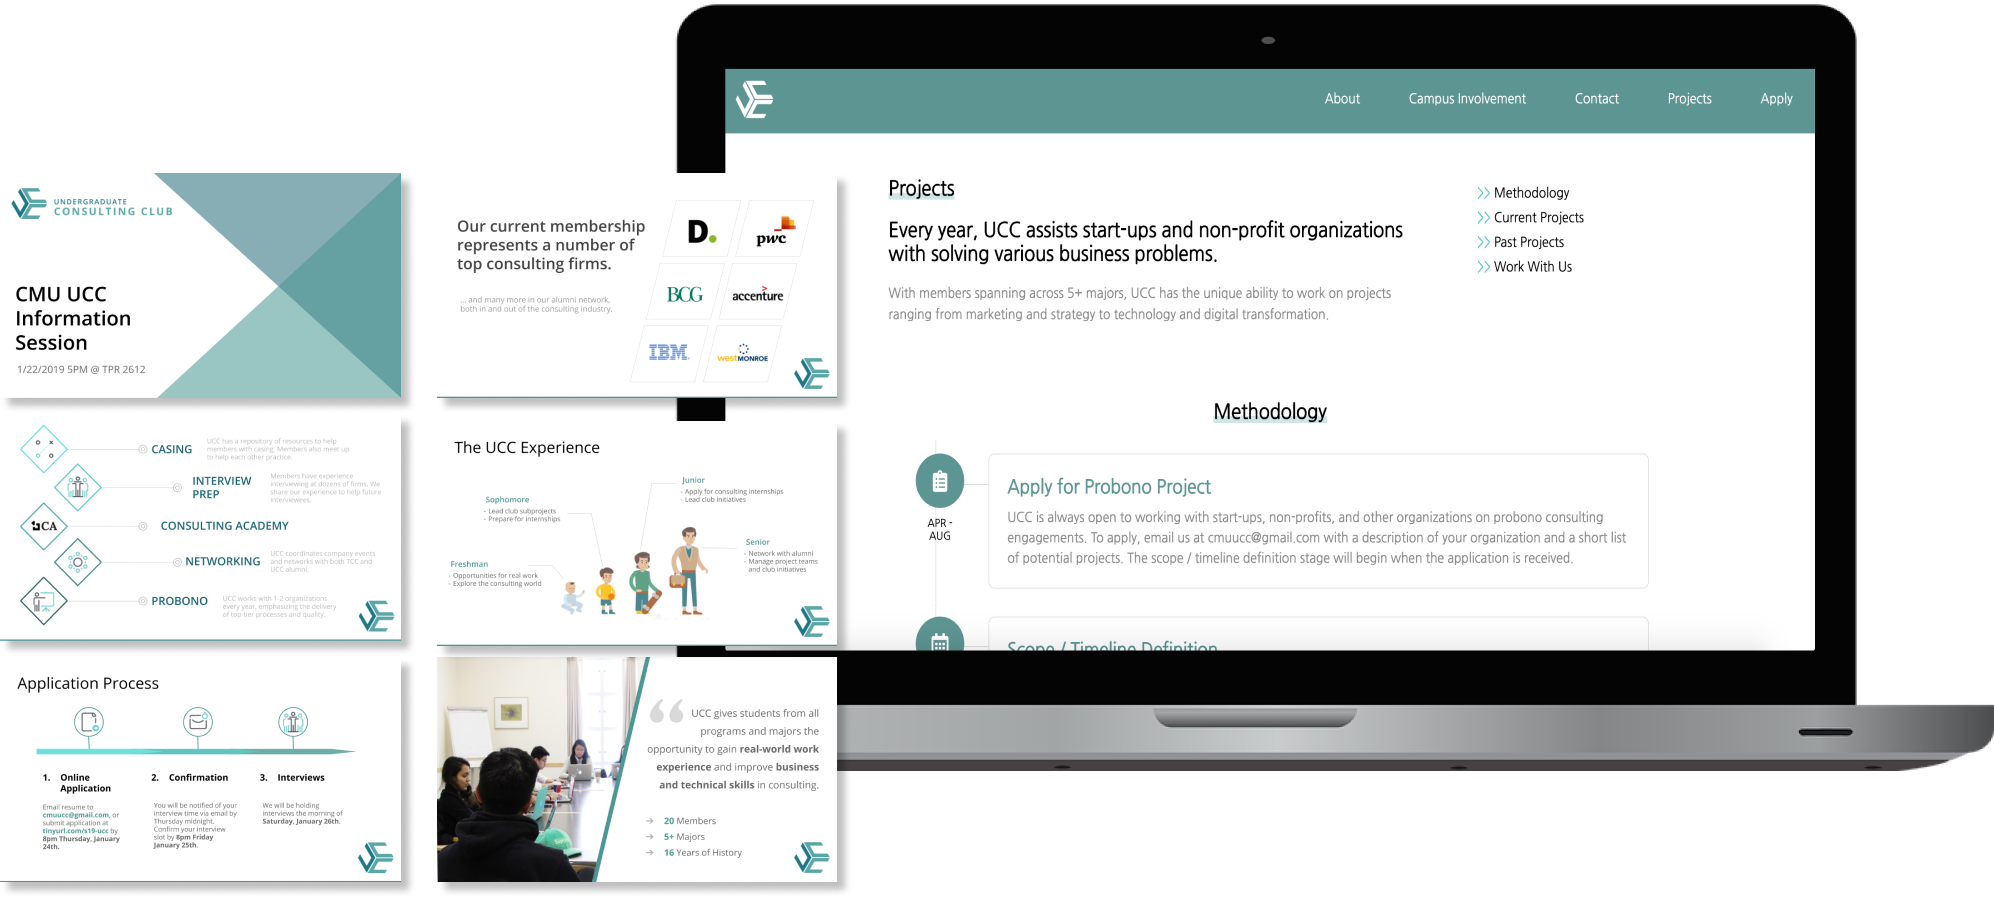 UNDERGRADUATE
CONSULTING CLUB
CMU UCC
Information
Session
1/22/2019 5PM @ TPR 2612
Our current membership
represents a number of
top consulting firms.
... and many more in our alumni network,
both in and out of the consulting industry.
D.
pwc
BCG
accenture
IBM
westMONROE
CASING
UCC has a repository of resources to help
members with casing. Members also meet up
to help each other practice.
INTERVIEW
PREP
Members have experience
interviewing at dozens of firms. We
share our experience to help future
interviewees.
CA
CONSULTING ACADEMY
NETWORKING
UCC coordinates company events
and networks with both TCC and
UCC alumni.
PROBONO
UCC works with 1-2 organizations
every year, emphasizing the delivery
of top-tier processes and quality.
The UCC Experience
Freshman
- Opportunities for real work
- Explore the consulting world
Sophomore
- Lead club subprojects
- Prepare for internships
Junior
- Apply for consulting internships
- Lead club initiatives
Senior
- Network with alumni
- Manage project teams
and club initiatives
Application Process
1. Online
Application
Email resume to
cmuucc@gmail.com, or
submit application at
tinyurl.com/s19-ucc by
8pm Thursday, January
24th.
2. Confirmation
You will be notified of your
interview time via email by
Thursday midnight.
Confirm your interview
slot by 8pm Friday
January 25th.
3. Interviews
We will be holding
interviews the morning of
Saturday, January 26th.
UCC gives students from all
programs and majors the
opportunity to gain real-world work
experience and improve business
and technical skills in consulting.
20 Members
5+ Majors
16 Years of History
About
Campus Involvement
Contact
Projects
Apply
Projects
Every year, UCC assists start-ups and non-profit organizations
with solving various business problems.
With members spanning across 5+ majors, UCC has the unique ability to work on projects
ranging from marketing and strategy to technology and digital transformation.
Methodology
Current Projects
Past Projects
Work With Us
Methodology
APR -
AUG
Apply for Probono Project
UCC is always open to working with start-ups, non-profits, and other organizations on probono consulting
engagements. To apply, email us at cmuucc@gmail.com with a description of your organization and a short list
of potential projects. The scope / timeline definition stage will begin when the application is received.
Scope / Timeline Definition